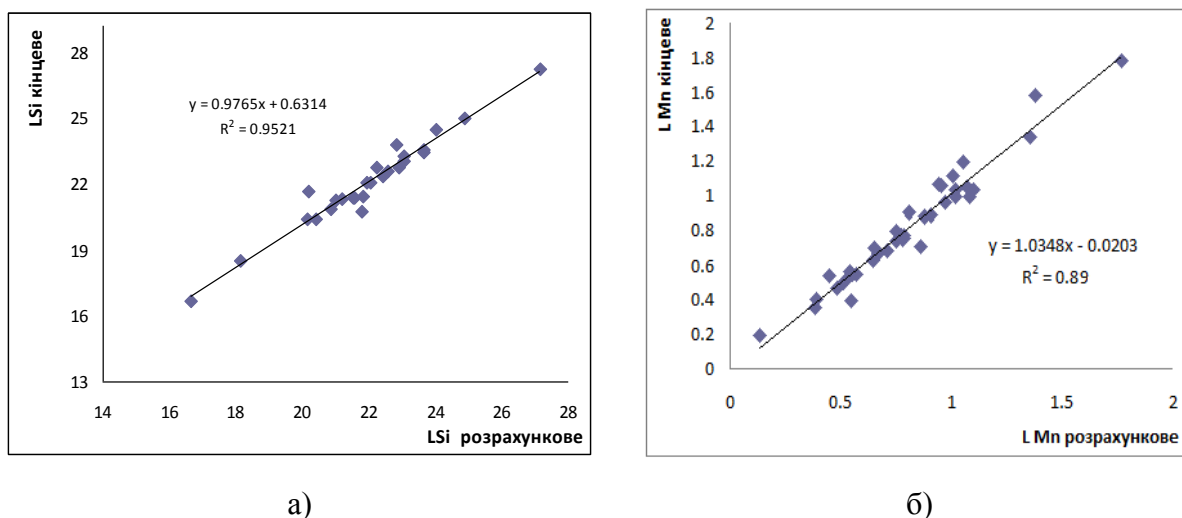 LSi кінцеве
28
25
22
19
16
13
y = 0.9765x + 0.6314
R² = 0.9521
14 16 18 20 22 24 26 28
LSi розрахункове
а)
L Mn кінцеве
2
1.8
1.6
1.4
1.2
1
0.8
0.6
0.4
0.2
0
y = 1.0348x - 0.0203
R² = 0.89
0 0.5 1 1.5 2
L Mn розрахункове
б)